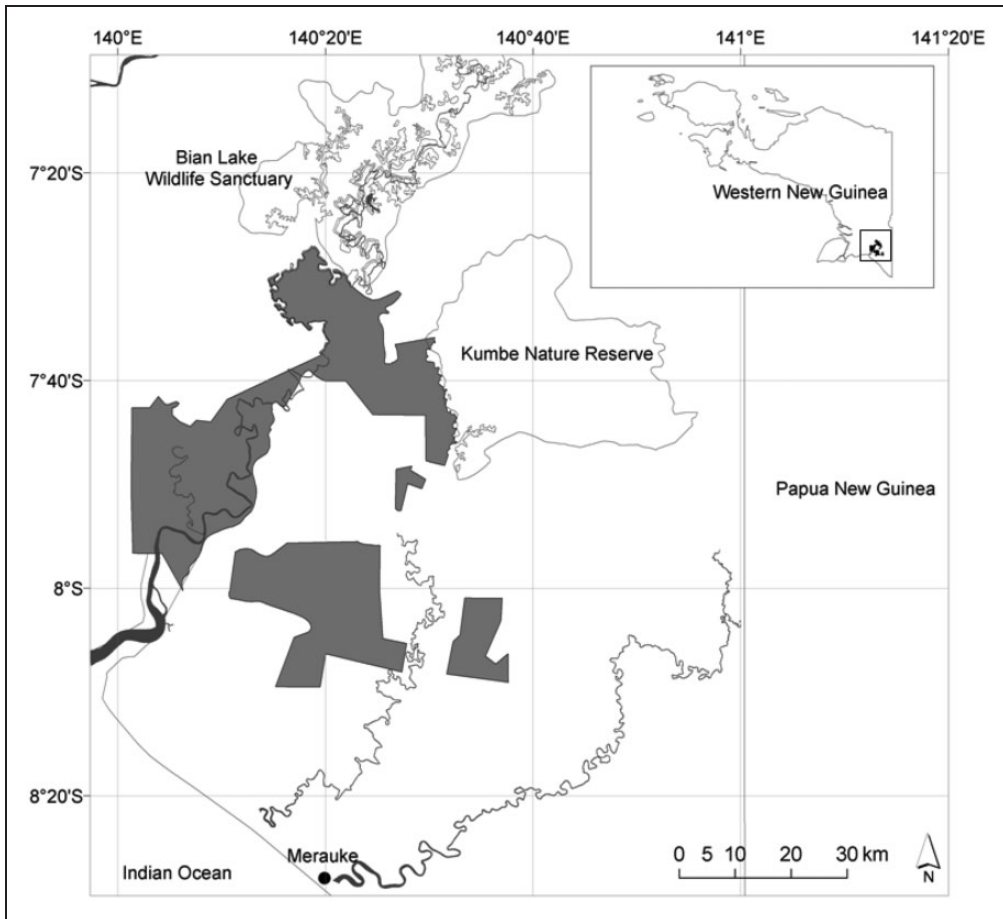 140°E
140°20'E
140°40'E
141°E
141°20'E
7°20'S
7°40'S
8°S
8°20'S
Bian Lake
Wildlife Sanctuary
Western New Guinea
Kumbe Nature Reserve
Papua New Guinea
Merauke
Indian Ocean
0 5 10 20 30 km
N